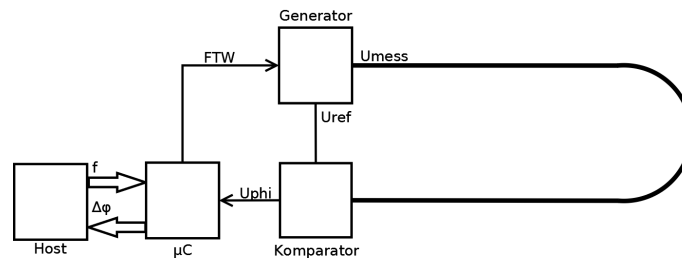 Generator
FTW
Umess
Uref
f
Uphi
Δφ
Host
µC
Komparator